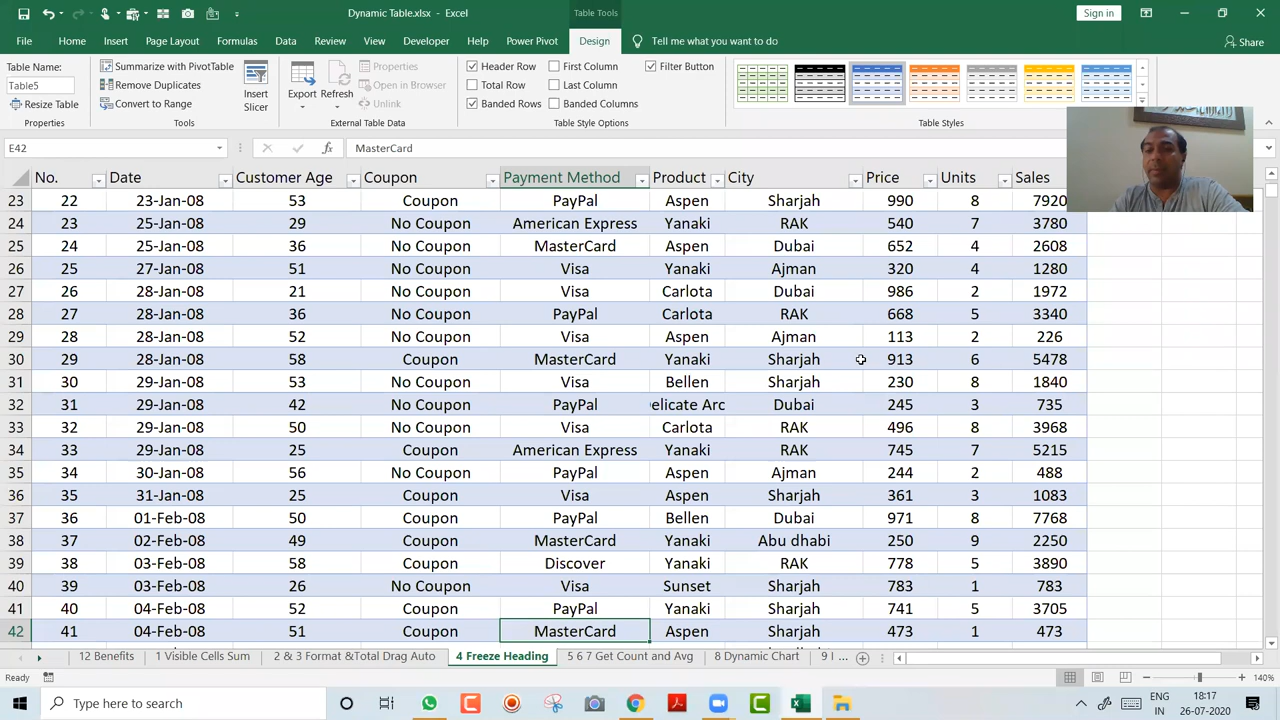 Dynamic Table.xlsx - Excel
Table Tools
Sign in
File Home Insert Page Layout Formulas Data Review View Developer Help Power Pivot Design Tell me what you want to do Share
Table Name:
Table5
Resize Table
Properties
Summarize with PivotTable
Remove Duplicates
Convert to Range
Tools
Insert
Slicer
Export
Refresh
Properties
Open in Browser
Unlink
External Table Data
Header Row First Column Filter Button
Total Row Last Column
Banded Rows Banded Columns
Table Style Options
Table Styles
E42 fx MasterCard
No. Date Customer Age Coupon Payment Method Product City Price Units Sales
23 22 23-Jan-08 53 Coupon PayPal Aspen Sharjah 990 8 7920
24 23 25-Jan-08 29 No Coupon American Express Yanaki RAK 540 7 3780
25 24 25-Jan-08 36 No Coupon MasterCard Aspen Dubai 652 4 2608
26 25 27-Jan-08 51 No Coupon Visa Yanaki Ajman 320 4 1280
27 26 28-Jan-08 21 No Coupon Visa Carlota Dubai 986 2 1972
28 27 28-Jan-08 36 No Coupon PayPal Carlota RAK 668 5 3340
29 28 28-Jan-08 52 No Coupon Visa Aspen Ajman 113 2 226
30 29 28-Jan-08 58 Coupon MasterCard Yanaki Sharjah 913 6 5478
31 30 29-Jan-08 53 No Coupon Visa Bellen Sharjah 230 8 1840
32 31 29-Jan-08 42 No Coupon PayPal elicate Arc Dubai 245 3 735
33 32 29-Jan-08 50 No Coupon Visa Carlota RAK 496 8 3968
34 33 29-Jan-08 25 Coupon American Express Yanaki RAK 745 7 5215
35 34 30-Jan-08 56 No Coupon PayPal Aspen Ajman 244 2 488
36 35 31-Jan-08 25 Coupon Visa Aspen Sharjah 361 3 1083
37 36 01-Feb-08 50 Coupon PayPal Bellen Dubai 971 8 7768
38 37 02-Feb-08 49 Coupon MasterCard Yanaki Abu dhabi 250 9 2250
39 38 03-Feb-08 58 Coupon Discover Yanaki RAK 778 5 3890
40 39 03-Feb-08 26 No Coupon Visa Sunset Sharjah 783 1 783
41 40 04-Feb-08 52 Coupon PayPal Yanaki Sharjah 741 5 3705
42 41 04-Feb-08 51 Coupon MasterCard Aspen Sharjah 473 1 473
12 Benefits 1 Visible Cells Sum 2 & 3 Format &Total Drag Auto 4 Freeze Heading 5 6 7 Get Count and Avg 8 Dynamic Chart 9 I ...
Ready 140%
Type here to search
ENG
IN
18:17
26-07-2020